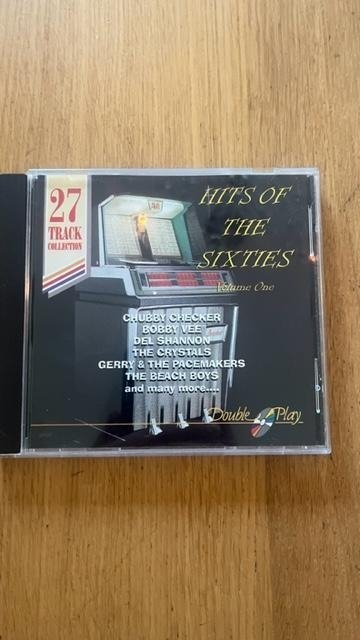 27
TRACK
COLLECTION
HITS OF
THE
SIXTIES
Volume One
CHUBBY CHECKER
BOBBY VEE
DEL SHANNON
THE CRYSTALS
GERRY & THE PACEMAKERS
THE BEACH BOYS
and many more....
Double Play